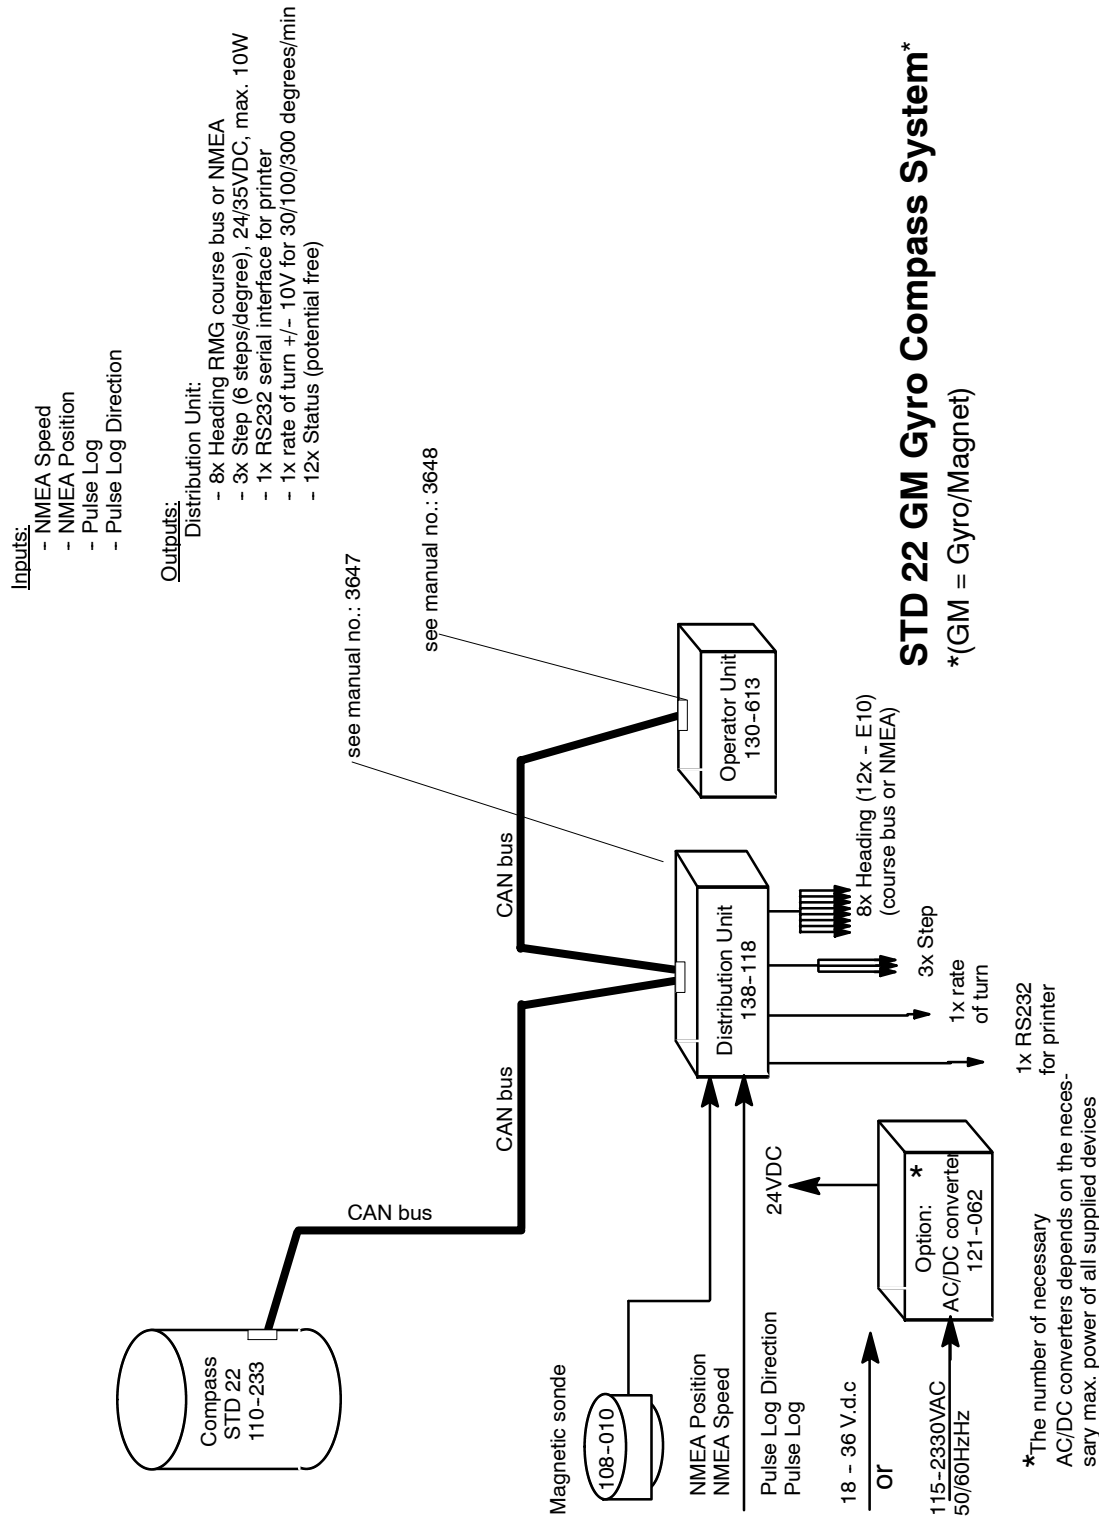 Inputs:
- NMEA Speed
- NMEA Position
- Pulse Log
- Pulse Log Direction
Outputs:
Distribution Unit:
- 8x Heading RMG course bus or NMEA
- 3x Step (6 steps/degree), 24/35VDC, max. 10W
- 1x RS232 serial interface for printer
- 1x rate of turn +/- 10V for 30/100/300 degrees/min
- 12x Status (potential free)
see manual no.: 3647
see manual no.: 3648
Compass
STD 22
110-233
CAN bus
CAN bus
CAN bus
Operator Unit
130-613
Distribution Unit
138-118
Magnetic sonde
108-010
NMEA Position
NMEA Speed
Pulse Log Direction
Pulse Log
24VDC
8x Heading (12x - E10)
(course bus or NMEA)
3x Step
1x rate
of turn
1x RS232
for printer
18 - 36 V.d.c
or
115-2330VAC
50/60HzHz
Option: *
AC/DC converter
121-062
*The number of necessary
AC/DC converters depends on the neces-
sary max. power of all supplied devices
STD 22 GM Gyro Compass System*
*(GM = Gyro/Magnet)